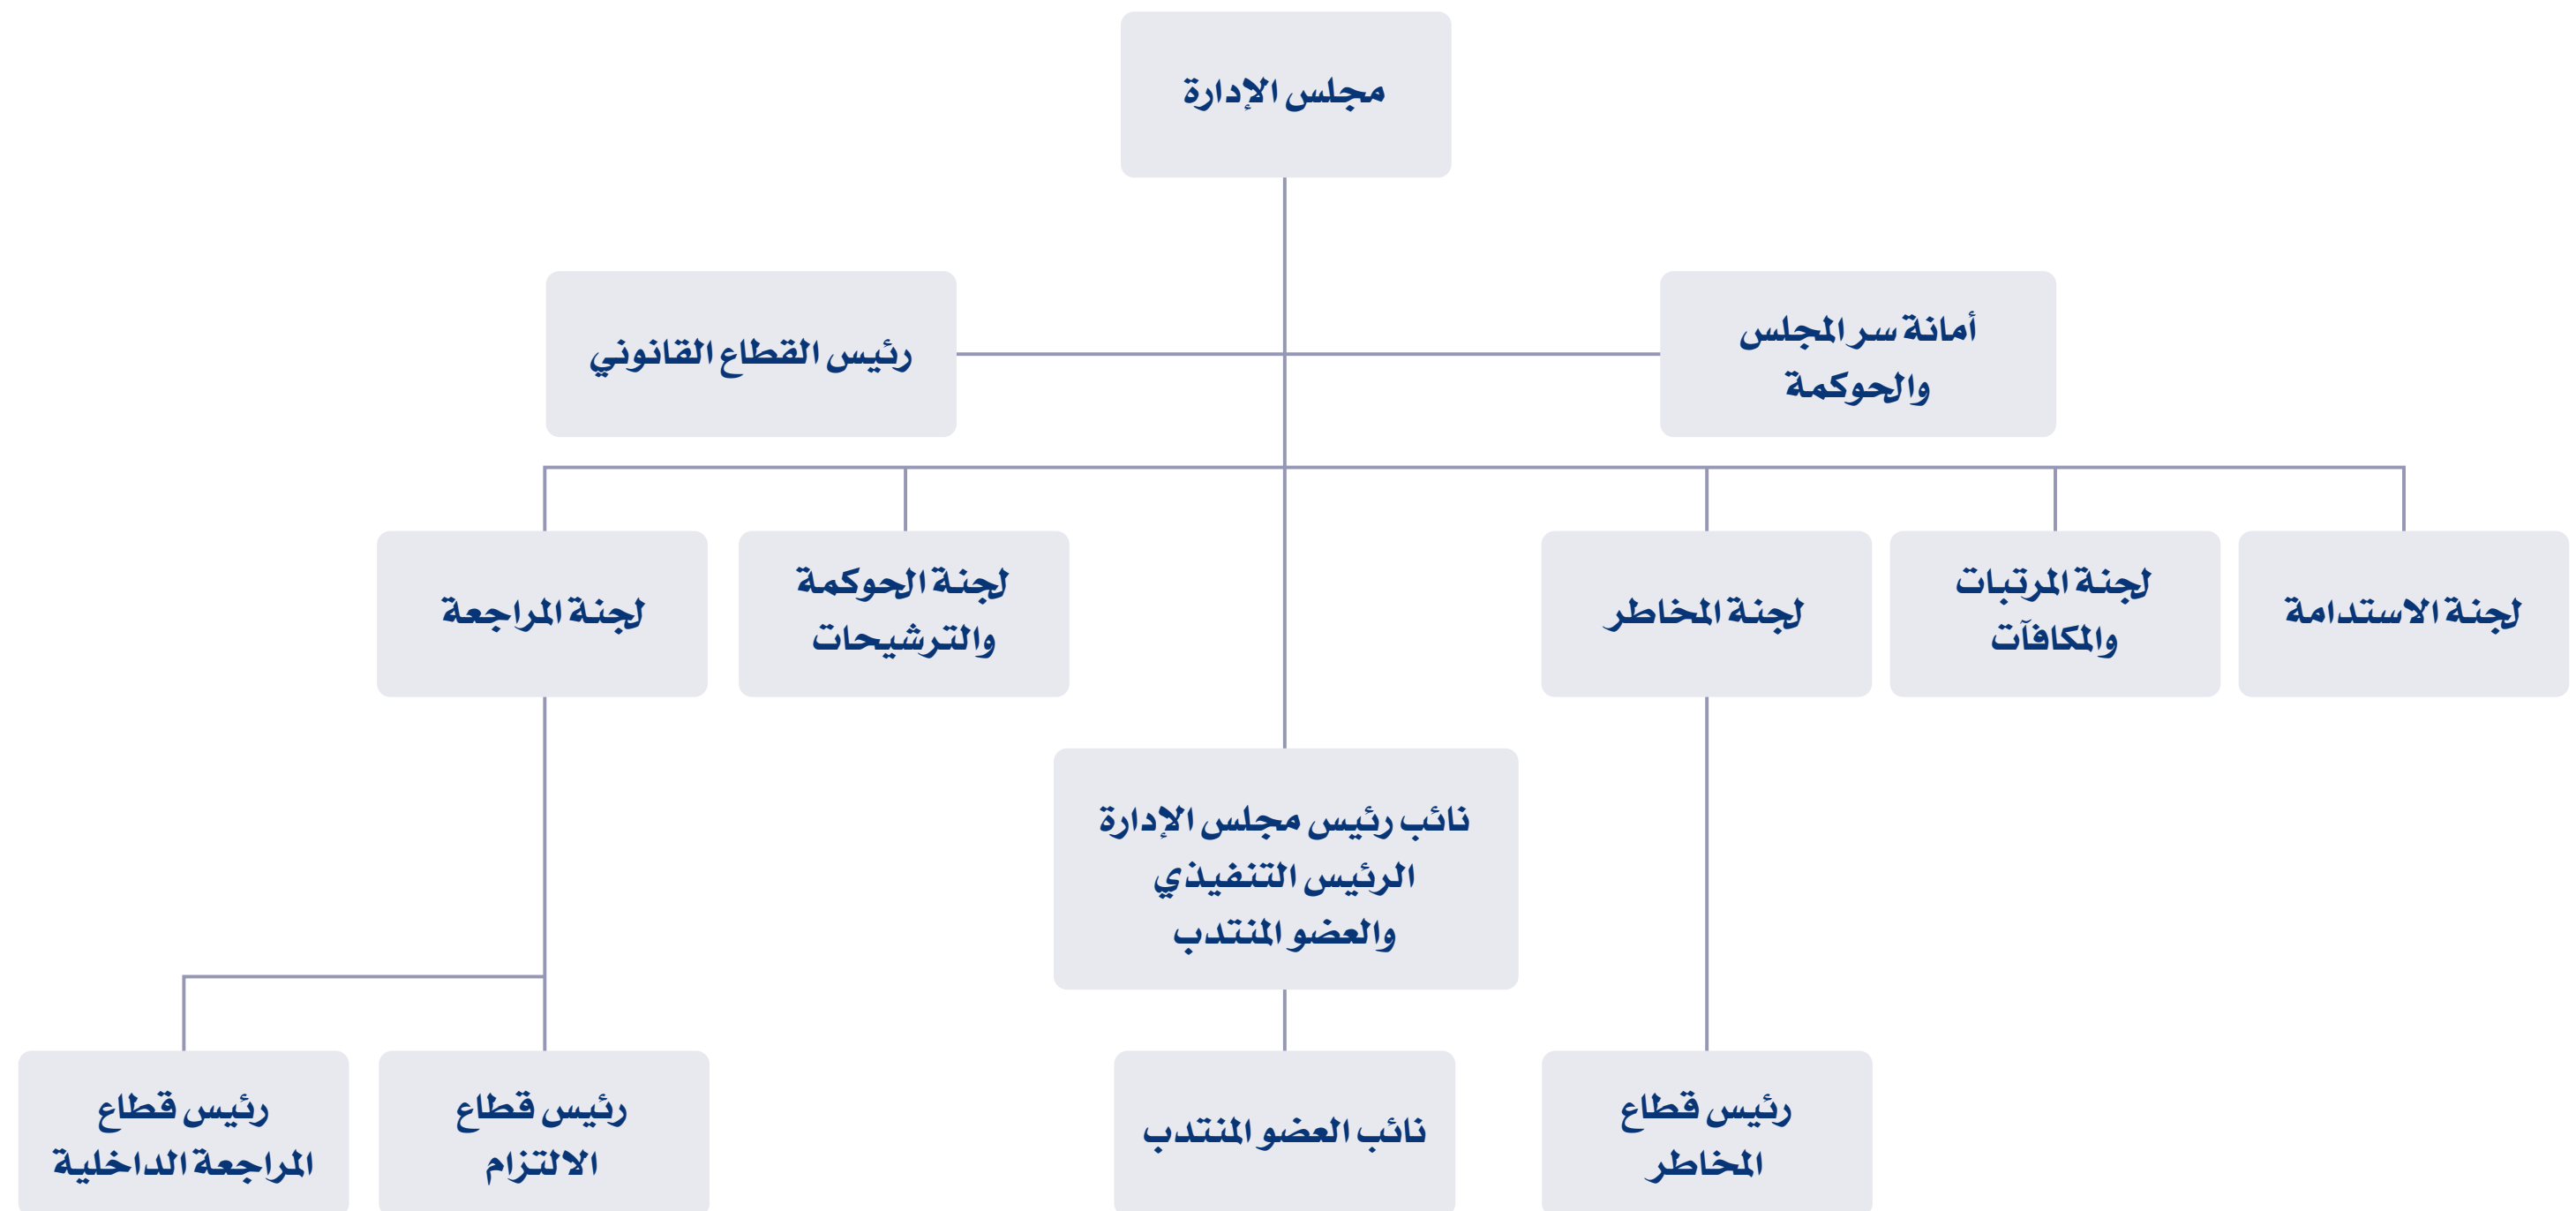 مجلس الإدارة
أمانة سر المجلس
والحوكمة
رئيس القطاع القانوني
لجنة الاستدامة
لجنة المرتبات
والمكافآت
لجنة المخاطر
لجنة الحوكمة
والترشيحات
لجنة المراجعة
نائب رئيس مجلس الإدارة
الرئيس التنفيذي
والعضو المنتدب
رئيس قطاع
المخاطر
نائب العضو المنتدب
رئيس قطاع
الالتزام
رئيس قطاع
المراجعة الداخلية